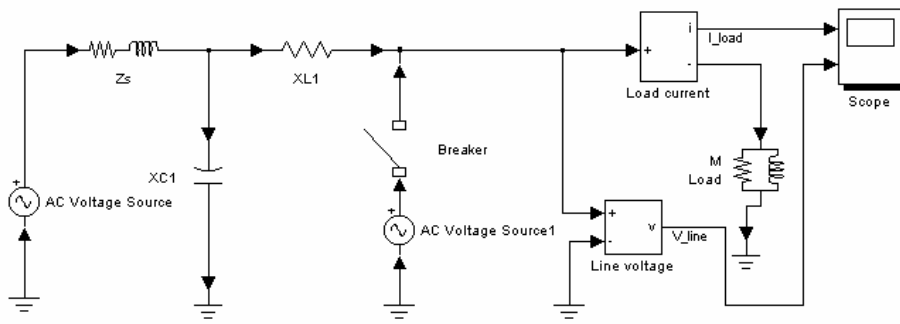 i
I_load
+
-
Load current
Scope
Zs
XL1
Breaker
M
Load
XC1
+
AC Voltage Source
+
AC Voltage Source1
+
-
v
V_line
Line voltage